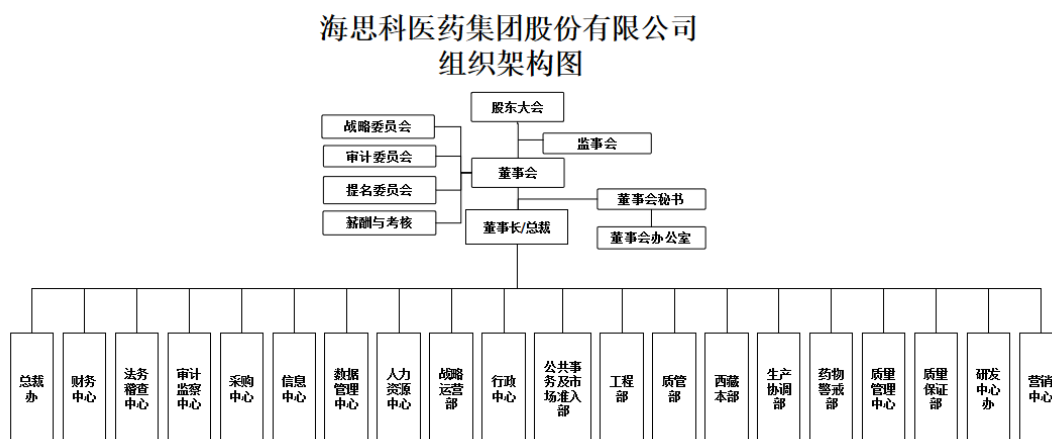 海思科医药集团股份有限公司
组织架构图
股东大会
战略委员会
监事会
审计委员会
董事会
提名委员会
董事会秘书
薪酬与考核
董事长/总裁
董事会办公室
总裁
办
财务
中心
法务
稽查
中心
审计
监察
中心
采购
中心
信息
中心
数据
管理
中心
人力
资源
中心
战略
运营
部
行政
中心
公共事
务及市
场准入
部
工程
部
质管
部
西藏
本部
生产
协调
部
药物
警戒
部
质量
管理
中心
质量
保证
部
研发
中心
办
营销
中心